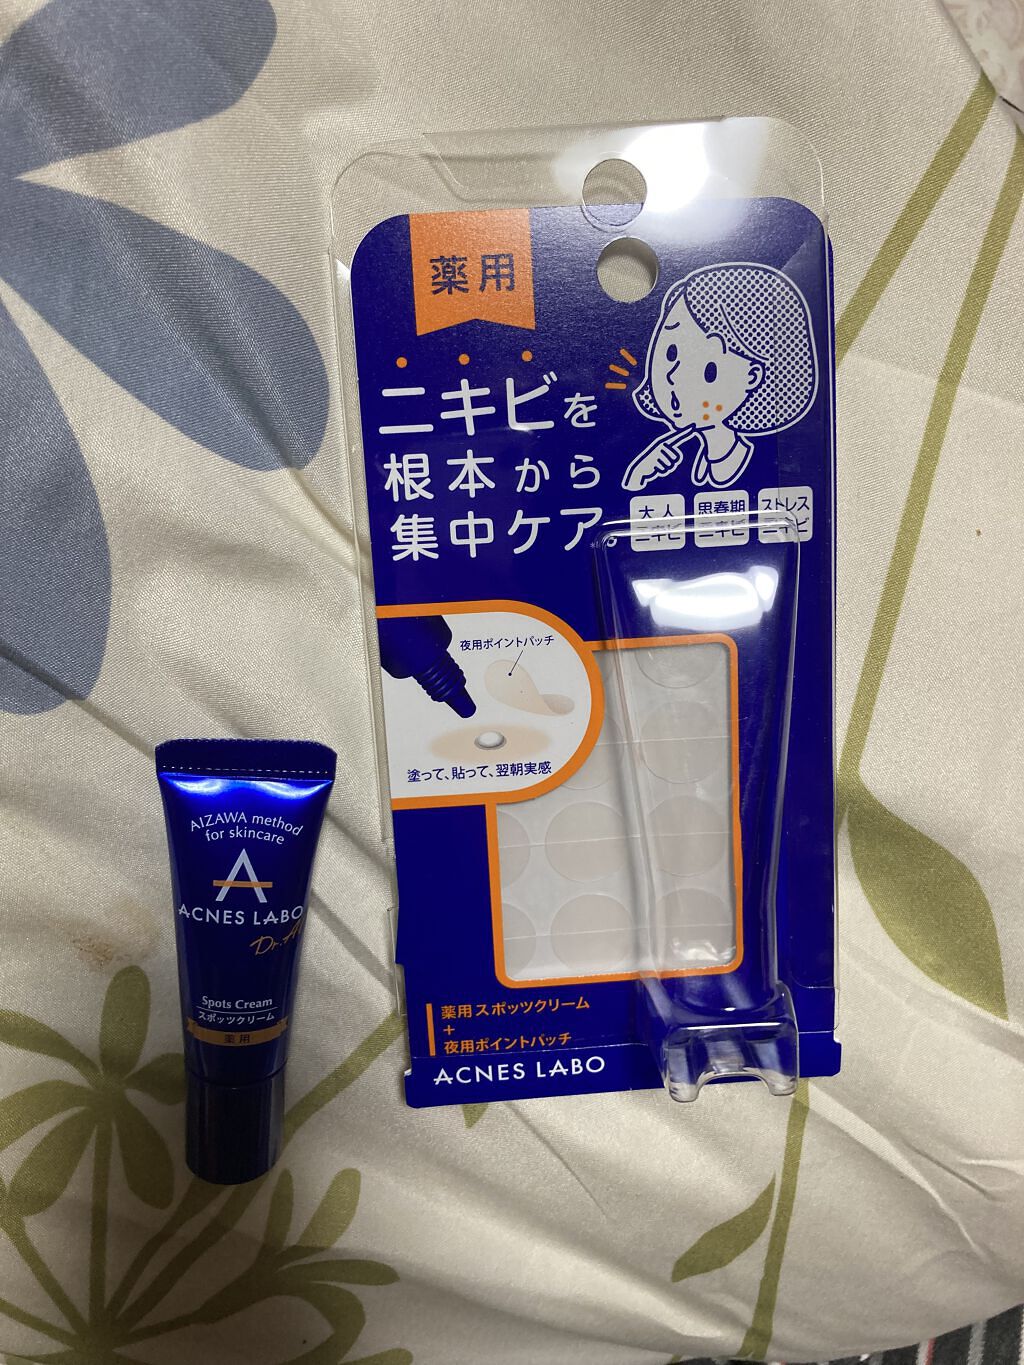 薬用
ニキビを
根本から
集中ケア。
大人
ニキビ
思春期
ニキビ
ストレス
ニキビ
夜用ポイントパッチ
塗って、貼って、翌朝実感
薬用スポッツクリーム
+
夜用ポイントパッチ
ACNES LABO
AIZAWA method
for skincare
A
ACNES LABO
Dr.A
Spots Cream
スポッツクリーム
薬用